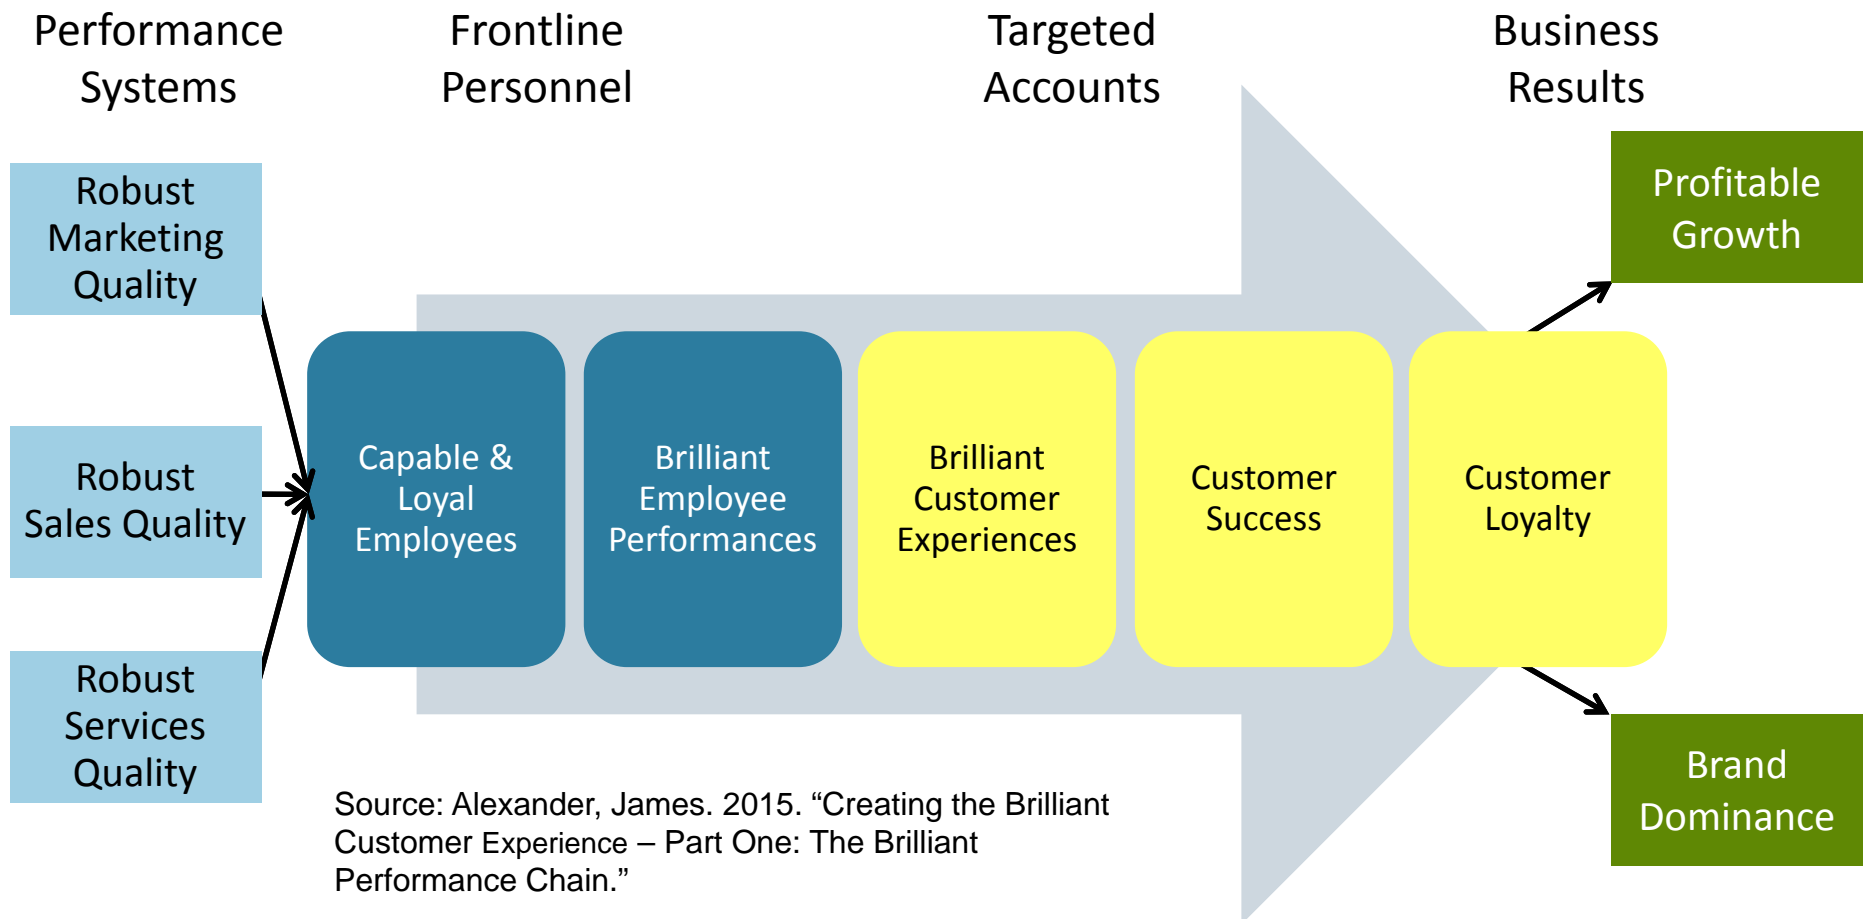 Performance
Systems
Frontline
Personnel
Targeted
Accounts
Business
Results
Robust
Marketing
Quality
Robust
Sales Quality
Robust
Services
Quality
Capable &
Loyal
Employees
Brilliant
Employee
Performances
Brilliant
Customer
Experiences
Customer
Success
Customer
Loyalty
Profitable
Growth
Brand
Dominance
Source: Alexander, James. 2015. “Creating the Brilliant
Customer Experience – Part One: The Brilliant
Performance Chain.”